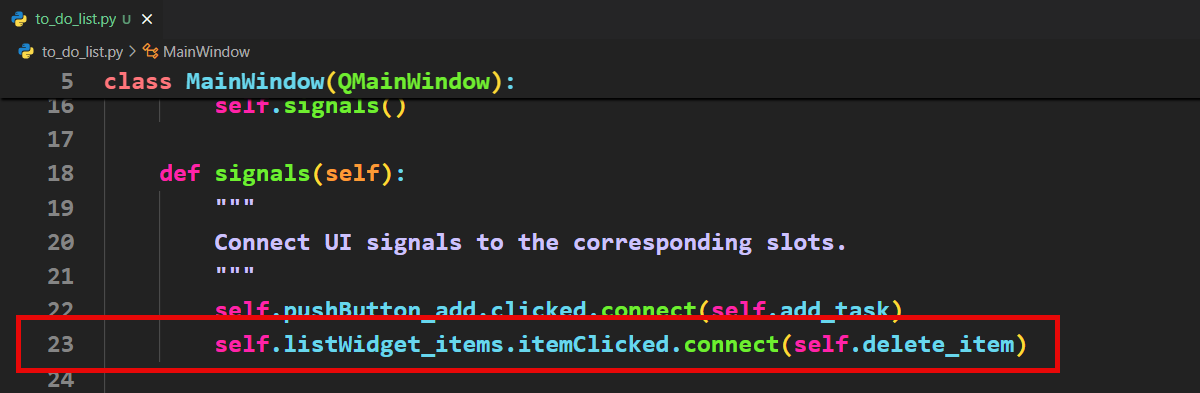 to_do_list.py U ×
to_do_list.py > MainWindow
5 class MainWindow(QMainWindow):
16 self.signals()
17
18 def signals(self):
19 """
20 Connect UI signals to the corresponding slots.
21 """
22 self.pushButton_add.clicked.connect(self.add_task)
23 self.listWidget_items.itemClicked.connect(self.delete_item)
24